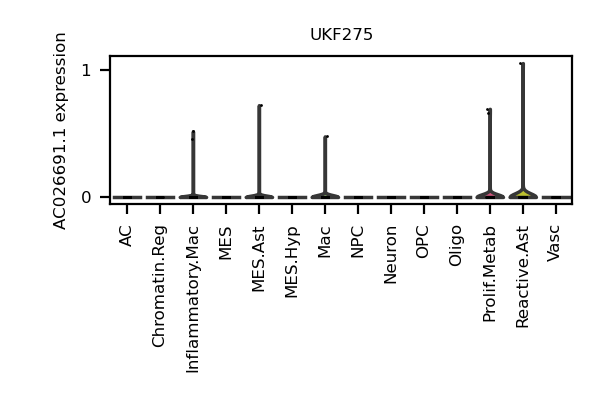 UKF275
AC026691.1 expression
1
0
AC
Chromatin.Reg
Inflammatory.Mac
MES
MES.Ast
MES.Hyp
Mac
NPC
Neuron
OPC
Oligo
Prolif.Metab
Reactive.Ast
Vasc